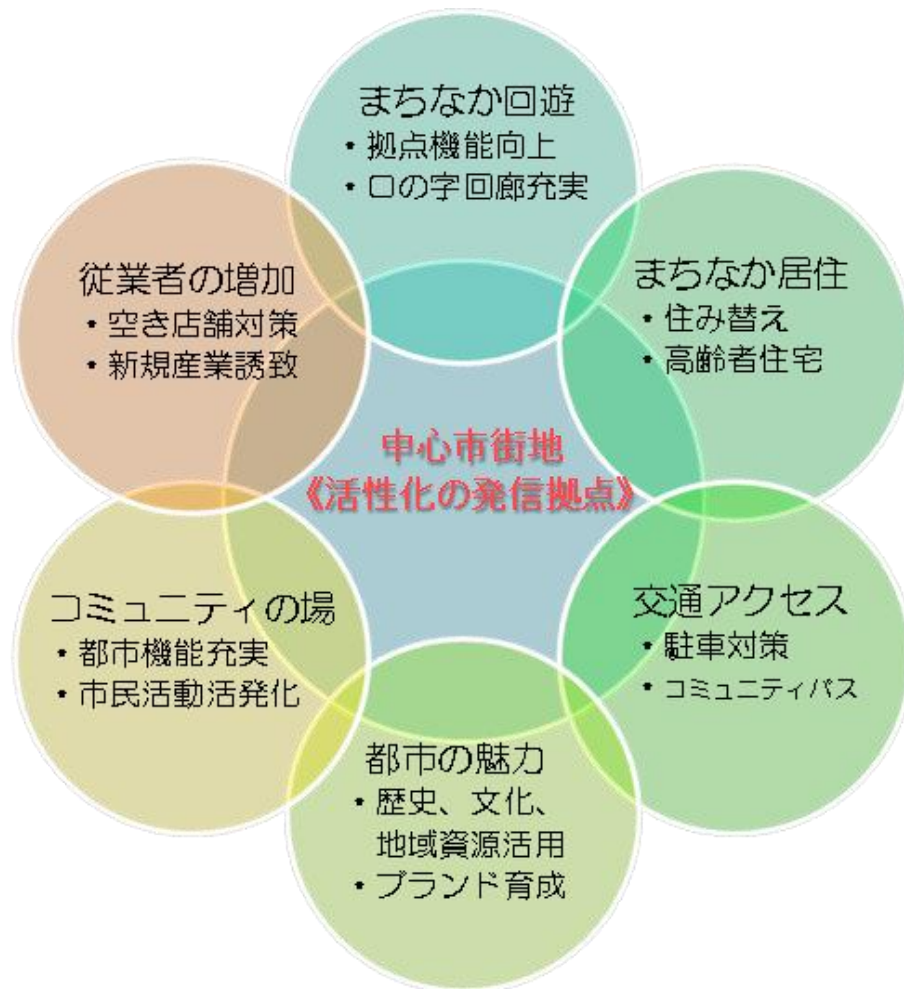 まちなか回遊
・拠点機能向上
・ロの字回廊充実
まちなか居住
・住み替え
・高齢者住宅
交通アクセス
・駐車対策
・コミュニティバス
都市の魅力
・歴史、文化、
地域資源活用
・ブランド育成
コミュニティの場
・都市機能充実
・市民活動活発化
従業者の増加
・空き店舗対策
・新規産業誘致
中心市街地
《活性化の発信拠点》